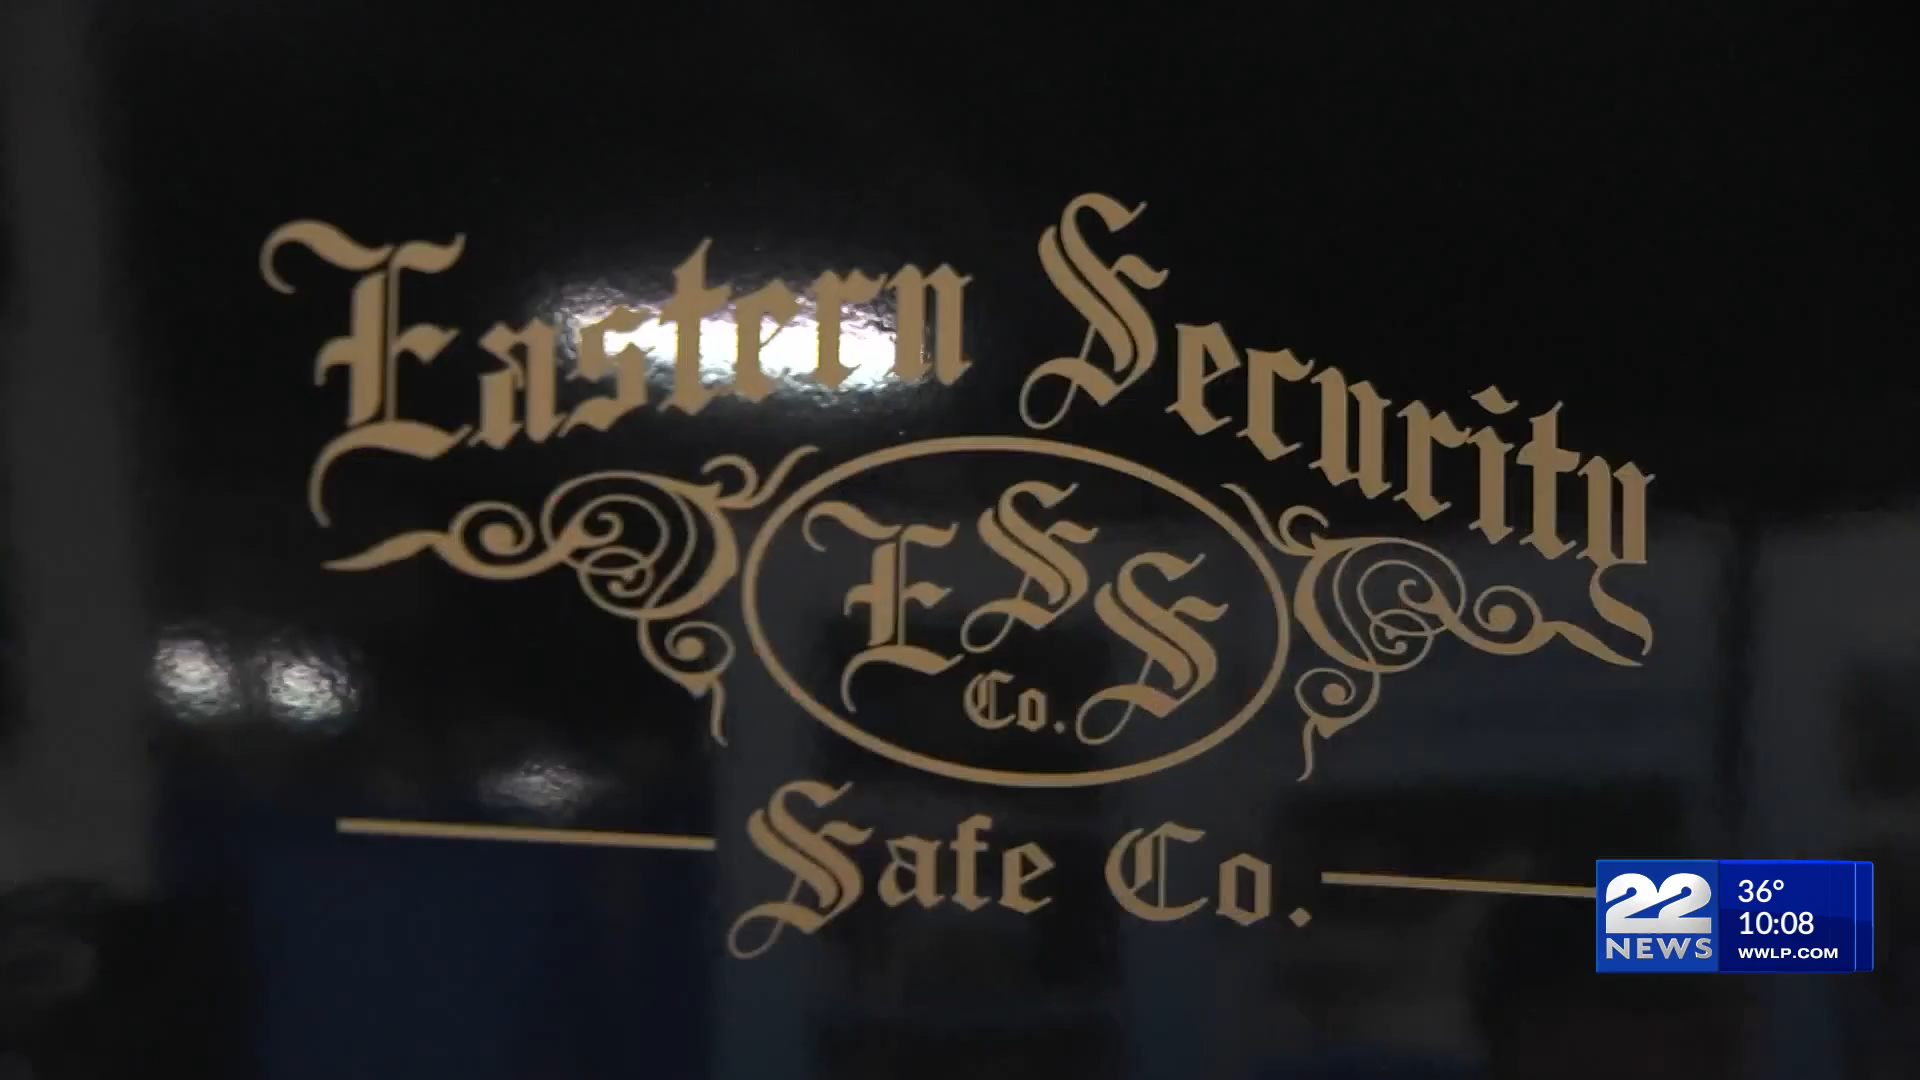 Eastern Security
ESS
Co.
Safe Co.
22
NEWS
36°
10:08
WWLP.COM